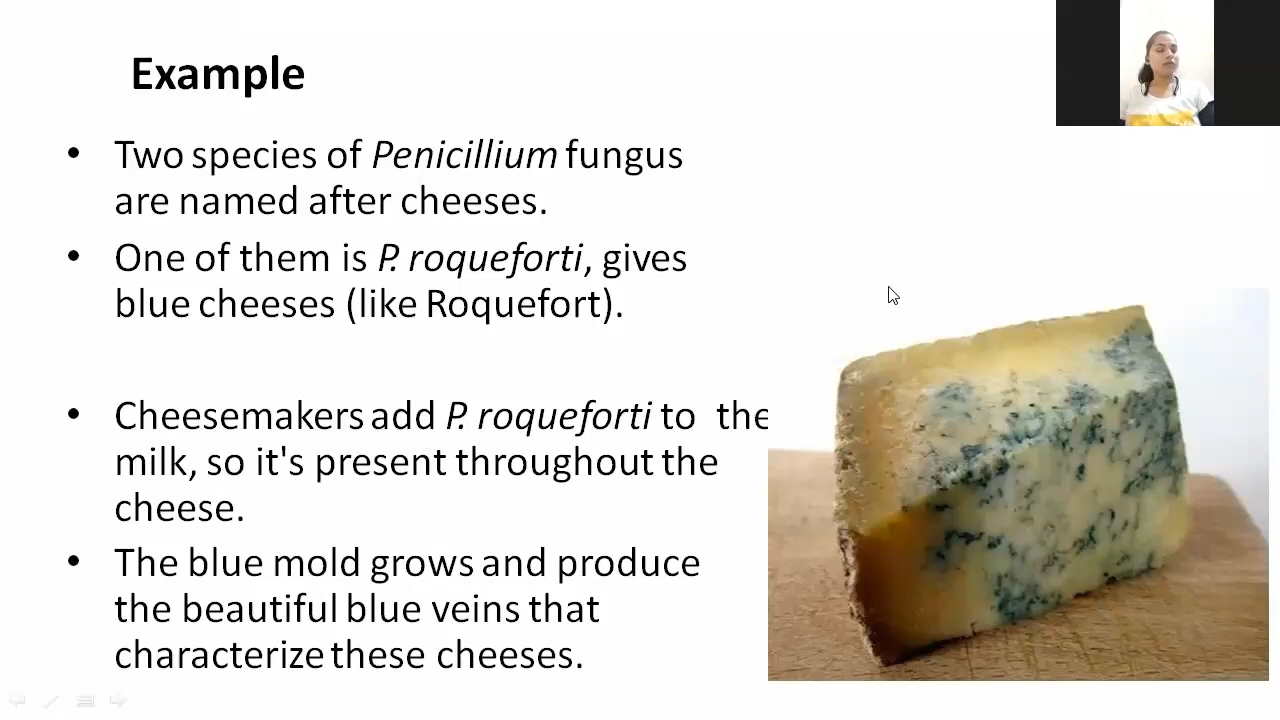 Example
• Two species of Penicillium fungus
are named after cheeses.
• One of them is P. roqueforti, gives
blue cheeses (like Roquefort).
• Cheesemakers add P. roqueforti to the
milk, so it's present throughout the
cheese.
• The blue mold grows and produce
the beautiful blue veins that
characterize these cheeses.